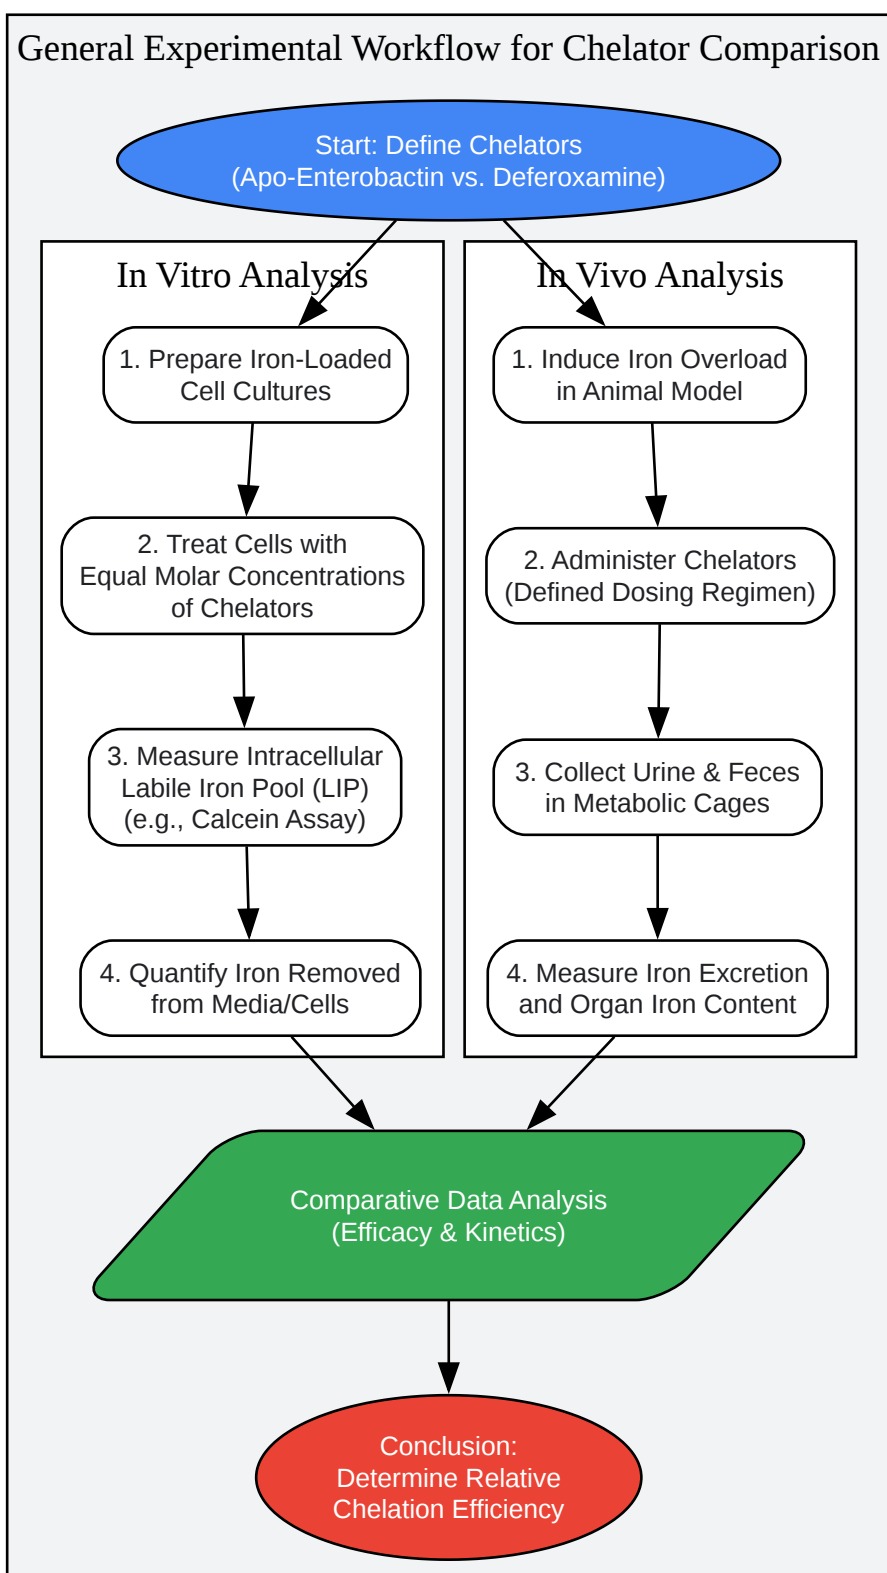 General Experimental Workflow for Chelator Comparison
Start: Define Chelators
(Apo-Enterobactin vs. Deferoxamine)
In Vitro Analysis
1. Prepare Iron-Loaded
Cell Cultures
2. Treat Cells with
Equal Molar Concentrations
of Chelators
3. Measure Intracellular
Labile Iron Pool (LIP)
(e.g., Calcein Assay)
4. Quantify Iron Removed
from Media/Cells
In Vivo Analysis
1. Induce Iron Overload
in Animal Model
2. Administer Chelators
(Defined Dosing Regimen)
3. Collect Urine & Feces
in Metabolic Cages
4. Measure Iron Excretion
and Organ Iron Content
Comparative Data Analysis
(Efficacy & Kinetics)
Conclusion:
Determine Relative
Chelation Efficiency